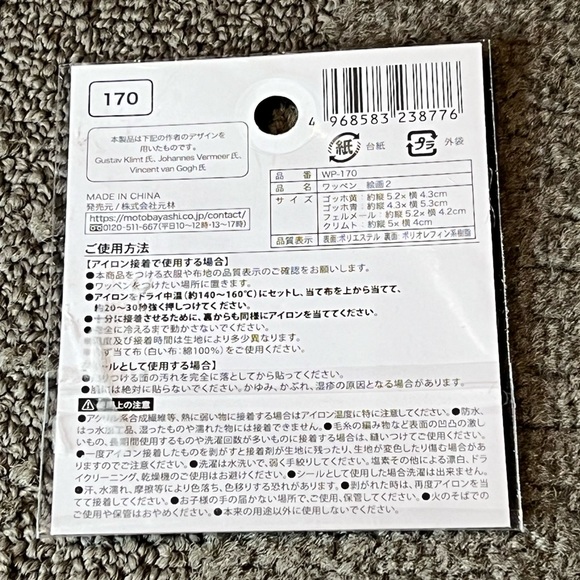 170
4 968583 238776
本製品は下記の作者のデザインを
用いたものです。
Gustav Klimt 氏, Johannes Vermeer 氏,
Vincent van Gogh 氏
紙 台紙 プラ 外袋
品 番 WP-170
品 名 ワッペン 絵画2
サ イ ズ ゴッホ黄:約縦 5.2× 横 4.3cm
ゴッホ青:約縦 4.3× 横 5.3cm
フェルメール:約縦 5.2× 横 4.2cm
クリムト:約縦 5× 横 4cm
品質表示 表面 ポリエステル 裏面 ポリオレフィン系樹脂
MADE IN CHINA
発売元/株式会社元林
https://motobayashi.co.jp/contact/
0120-511-667(平日10~12時・13~17時)
ご使用方法
【アイロン接着で使用する場合】
●本商品をつける衣服や布地の品質表示のご確認をお願いします。
●ワッペンをつけたい場所に置きます。
●アイロンをドライ中温(約140~160℃)にセットし、当て布を上から当てて、
約20~30秒強く押しつけてください。
●十分に接着させるために、裏からも同様にアイロンを当ててください。
●完全に冷えるまで動かさないでください。
温度及び接着時間は生地により多少異なります。
必ず当て布(白い布:綿100%)をご使用ください。
シールとして使用する場合】
りつける面の汚れを完全に落としてから貼ってください。
●肌には絶対に貼らないでください。かゆみ、かぶれ、湿疹の原因となる場合があります。
上の注意
●アクリル系合成繊維等、熱に弱い物に接着する場合はアイロン温度に特に注意してください。●防水、
はっ水加工品、湿ったものや濡れた物には接着できません。●毛糸の編み物など表面の凹凸の激し
いもの、長期間使用するものや洗濯回数が多いものに接着する場合は、縫いつけてご使用ください。
●一度アイロン接着したものを剥がすと接着剤が生地に残ったり、生地が変色したり傷む場合があ
りますのでご注意ください。●洗濯は水洗いで、弱く手絞りしてください。塩素その他による漂白、ドラ
イクリーニング、乾燥機のご使用はお避けください。●シールとして使用した場合洗濯は出来ません。
●汗、水濡れ、摩擦等により色落ち、色移りする恐れがあります。●剥がれた時は、再度アイロンを当
てて接着してください。●お子様の手の届かない場所で、ご使用、保管してください。●火のそばでの
ご使用や保管はおやめください。●本来の用途以外に使用しないでください。